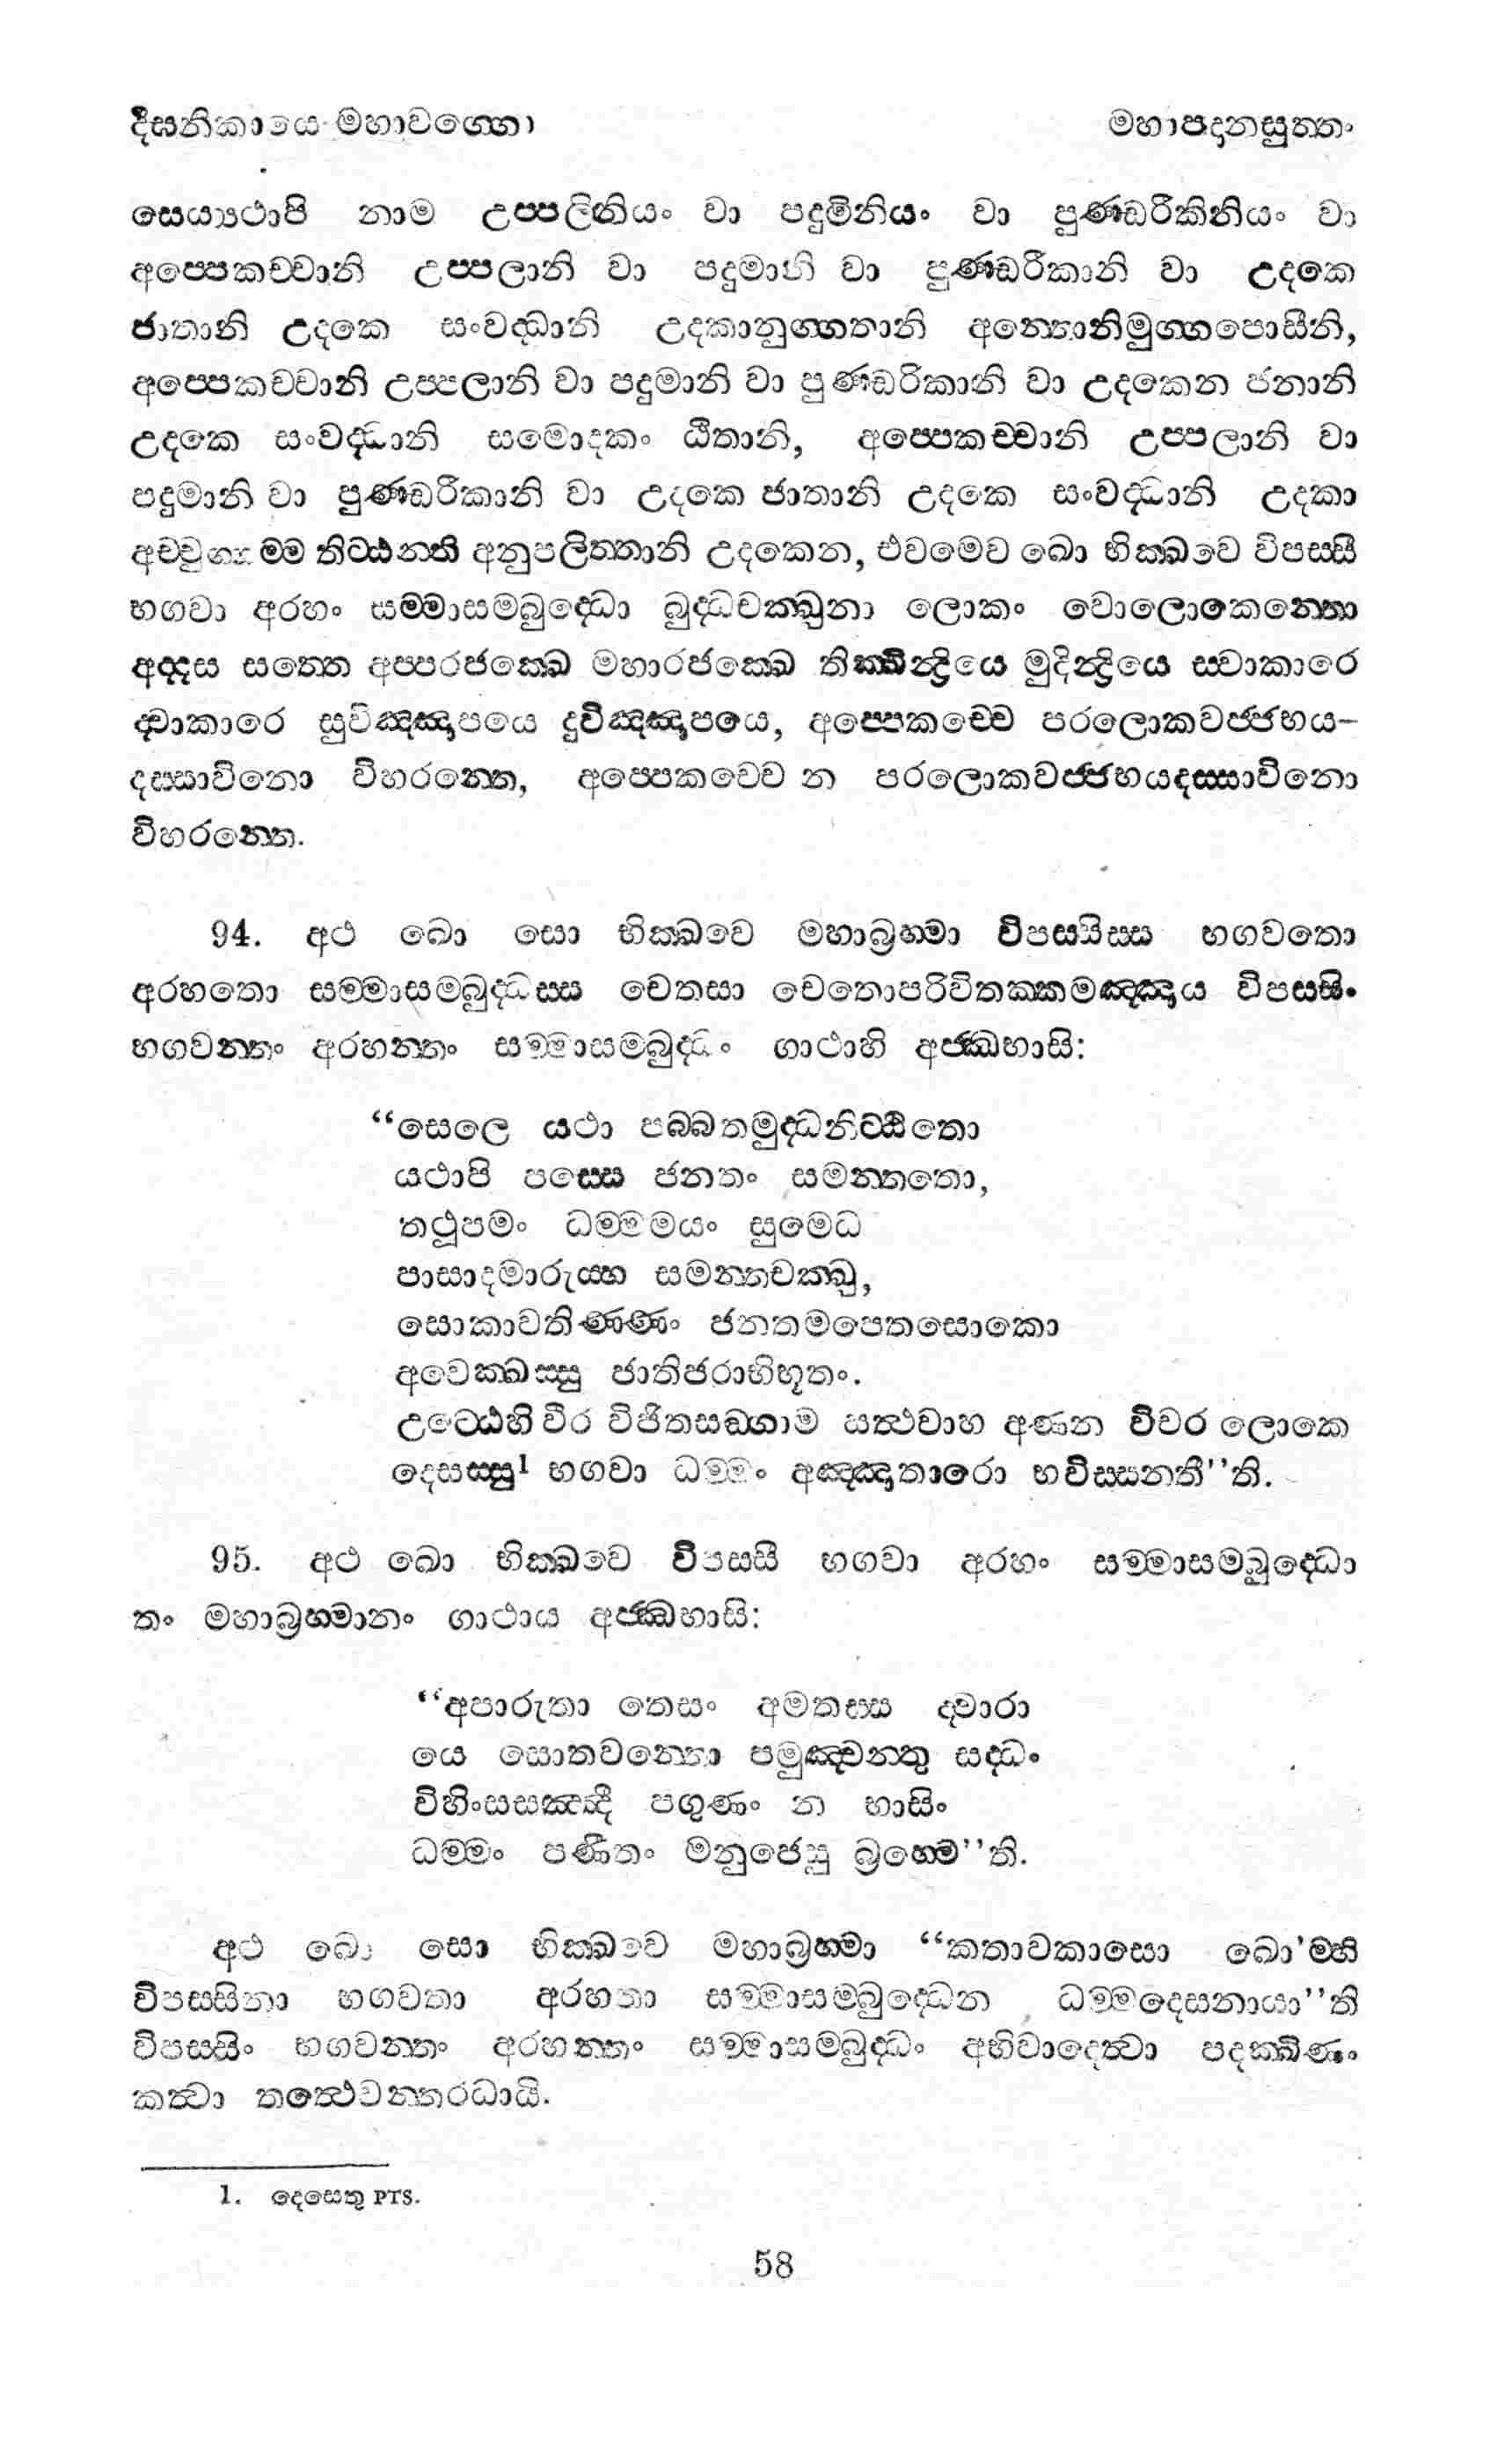 දීඝනිකායෙ මහාවග්ගො මහාපදානසුත්තං
සෙය්‍යථාපි නාම උප්පලිනියං වා පදුමිනියං වා පුණ්ඩරීකිනියං වා
අප්පෙකච්චානි උප්පලානි වා පදුමානි වා පුණ්ඩරීකානි වා උදකෙ
ජාතානි උදකෙ සංවද්ධානි උදකානුග්ගතානි අන්තොනිමුග්ගපොසීනි,
අප්පෙකච්චානි උප්පලානි වා පදුමානි වා පුණ්ඩරිකානි වා උදකෙන ජනානි
උදකෙ සංවද්ධානි සමොදකං ඨිතානි, අප්පෙකච්චානි උප්පලානි වා
පදුමානි වා පුණ්ඩරීකානි වා උදකෙ ජාතානි උදකෙ සංවද්ධානි උදකා
අච්චුග්ග මම තිට්ඨන්ති අනුපලිත්තානි උදකෙන, එවමෙව ඛො භික්ඛවෙ විපස්සී
භගවා අරහං සම්මාසම්බුද්ධො බුද්ධචක්ඛුනා ලොකං වොලොකෙන්තො
අද්දස සත්තෙ අප්පරජක්ඛෙ මහාරජක්ඛෙ තික්ඛින්ද්‍රියෙ මුදින්ද්‍රියෙ ස්වාකාරෙ
ද්වාකාරෙ සුවිඤ්ඤාපයෙ දුවිඤ්ඤාපයෙ, අප්පෙකච්චෙ පරලොකවජ්ජභය-
දස්සාවිනො විහරන්තෙ, අප්පෙකච්චෙ න පරලොකවජ්ජභයදස්සාවිනො
විහරන්තෙ.
94. අථ ඛො සො භික්ඛවෙ මහාබ්‍රහ්මා විපස්සිස්ස භගවතො
අරහතො සම්මාසම්බුද්ධස්ස චෙතසා චෙතොපරිවිතක්කමඤ්ඤාය විපස්සිං
භගවන්තං අරහන්තං සම්මාසම්බුද්ධං ගාථාහි අජ්ඣභාසි:
“සෙලෙ යථා පබ්බතමුද්ධනිට්ඨිතො
යථාපි පස්සෙ ජනතං සමන්තතො,
තථූපමං ධම්මමයං සුමෙධ
පාසාදමාරුය්හ සමන්තචක්ඛු,
සොකාවතිණ්ණං ජනතමපෙතසොකො
අවෙක්ඛස්සු ජාතිජරාභිභූතං.
උට්ඨෙහි වීර විජිතසඞ්ගාම සත්ථවාහ අණන විවර ලොකෙ
දෙසස්සු1 භගවා ධම්මං අඤ්ඤාතාරො භවිස්සන්තී”ති.
95. අථ ඛො භික්ඛවෙ විපස්සී භගවා අරහං සම්මාසම්බුද්ධො
තං මහාබ්‍රහ්මානං ගාථාය අජ්ඣභාසි:
“අපාරුතා තෙසං අමතස්ස ද්වාරා
යෙ සොතවන්තො පමුඤ්චන්තු සද්ධං
විහිංසසඤ්ඤී පගුණං න භාසිං
ධම්මං පණීතං මනුජෙසු බ්‍රහ්මෙ”ති.
අථ ඛො සො භික්ඛවෙ මහාබ්‍රහ්මා “කතාවකාසො ඛො’ම්හි
විපස්සිනා භගවතා අරහතා සම්මාසම්බුද්ධෙන ධම්මදෙසනායා”ති
විපස්සිං භගවන්තං අරහන්තං සම්මාසම්බුද්ධං අභිවාදෙත්වා පදක්ඛිණං
කත්වා තත්ථෙවන්තරධායි.
1. දෙසෙතු PTS.
58